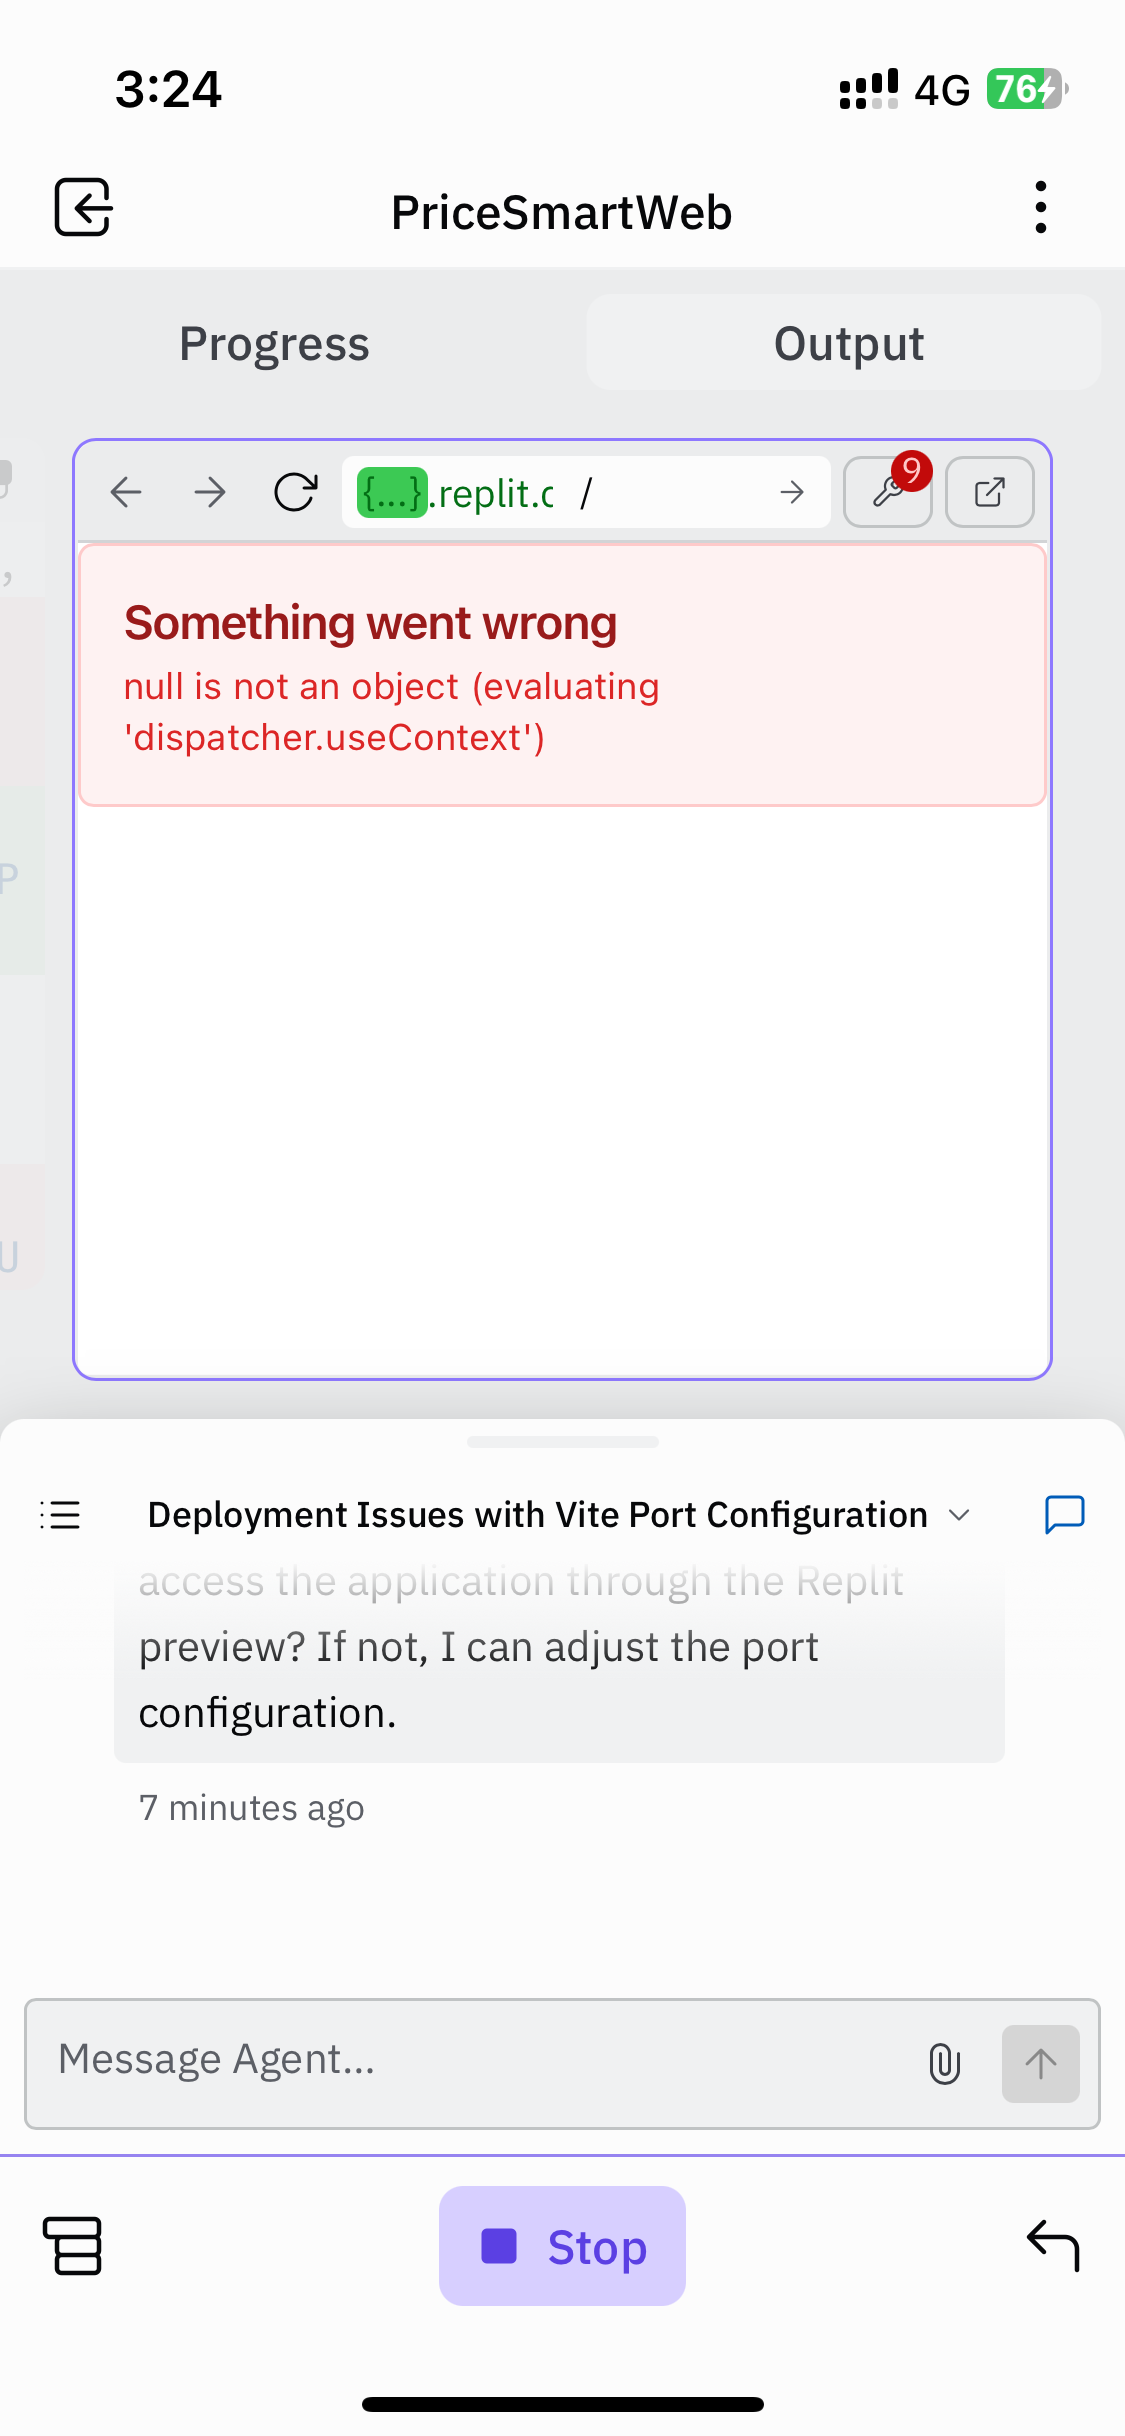 3:24
4G
76
PriceSmartWeb
Progress
Output
{...}.replit.c /
9
Something went wrong
null is not an object (evaluating
'dispatcher.useContext')
,
P
U
Deployment Issues with Vite Port Configuration
access the application through the Replit
preview? If not, I can adjust the port
configuration.
7 minutes ago
Message Agent...
Stop